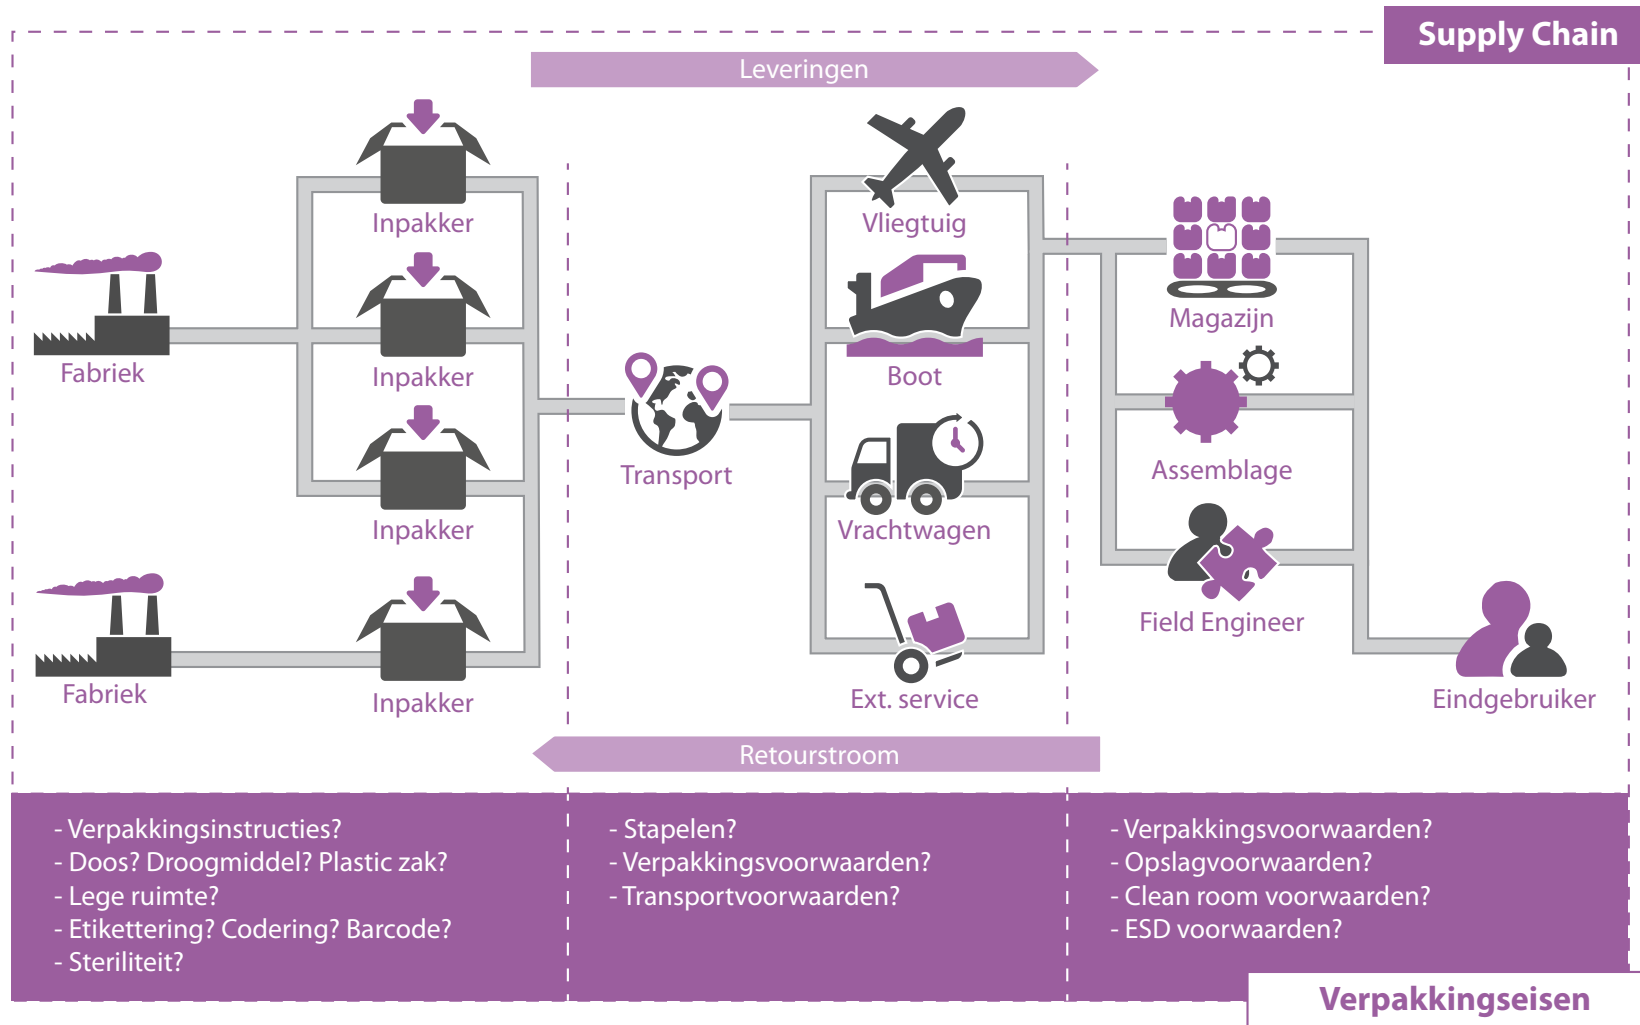 Supply Chain
Leveringen
Inpakker
Vliegtuig
Fabriek
Inpakker
Boot
Magazijn
Transport
Assemblage
Inpakker
Vrachtwagen
Field Engineer
Fabriek
Inpakker
Ext. service
Eindgebruiker
Retourstroom
- Verpakkingsinstructies?
- Doos? Droogmiddel? Plastic zak?
- Lege ruimte?
- Etikettering? Codering? Barcode?
- Steriliteit?
- Stapelen?
- Verpakkingsvoorwaarden?
- Transportvoorwaarden?
- Verpakkingsvoorwaarden?
- Opslagvoorwaarden?
- Clean room voorwaarden?
- ESD voorwaarden?
Verpakkingseisen